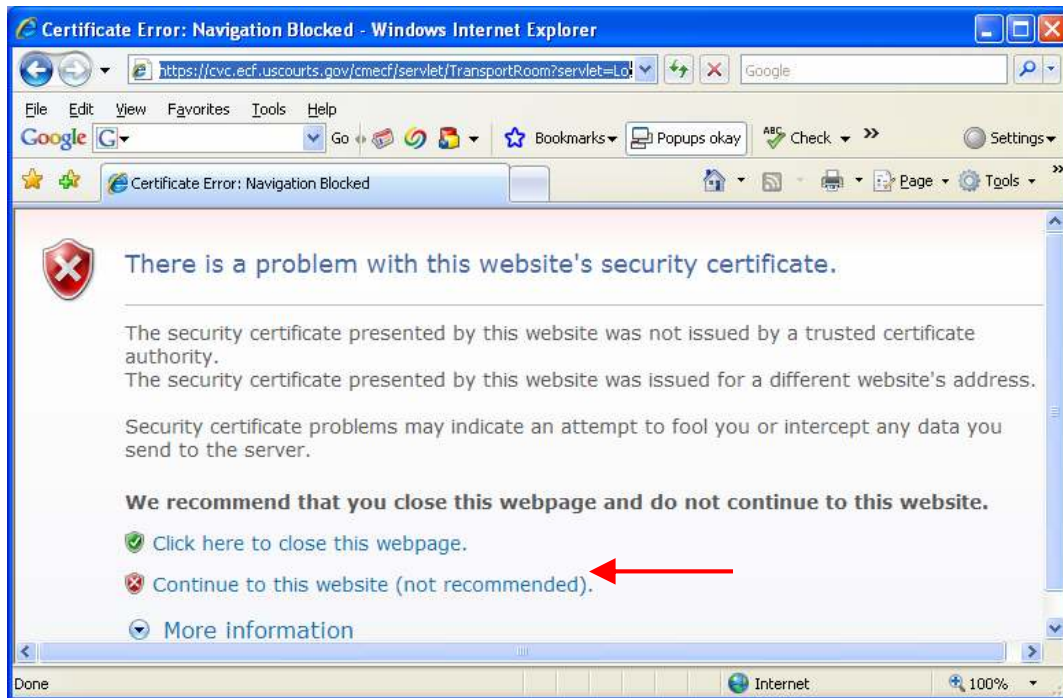 Certificate Error: Navigation Blocked - Windows Internet Explorer
https://cvc.ecf.uscourts.gov/cmecf/servlet/TransportRoom?servlet=Lo
Google
File Edit View Favorites Tools Help
Google G Go Bookmarks Popups okay ABC Check » Settings
Certificate Error: Navigation Blocked Page Tools »
There is a problem with this website's security certificate.
The security certificate presented by this website was not issued by a trusted certificate
authority.
The security certificate presented by this website was issued for a different website's address.
Security certificate problems may indicate an attempt to fool you or intercept any data you
send to the server.
We recommend that you close this webpage and do not continue to this website.
Click here to close this webpage.
Continue to this website (not recommended).
More information
Done Internet 100%